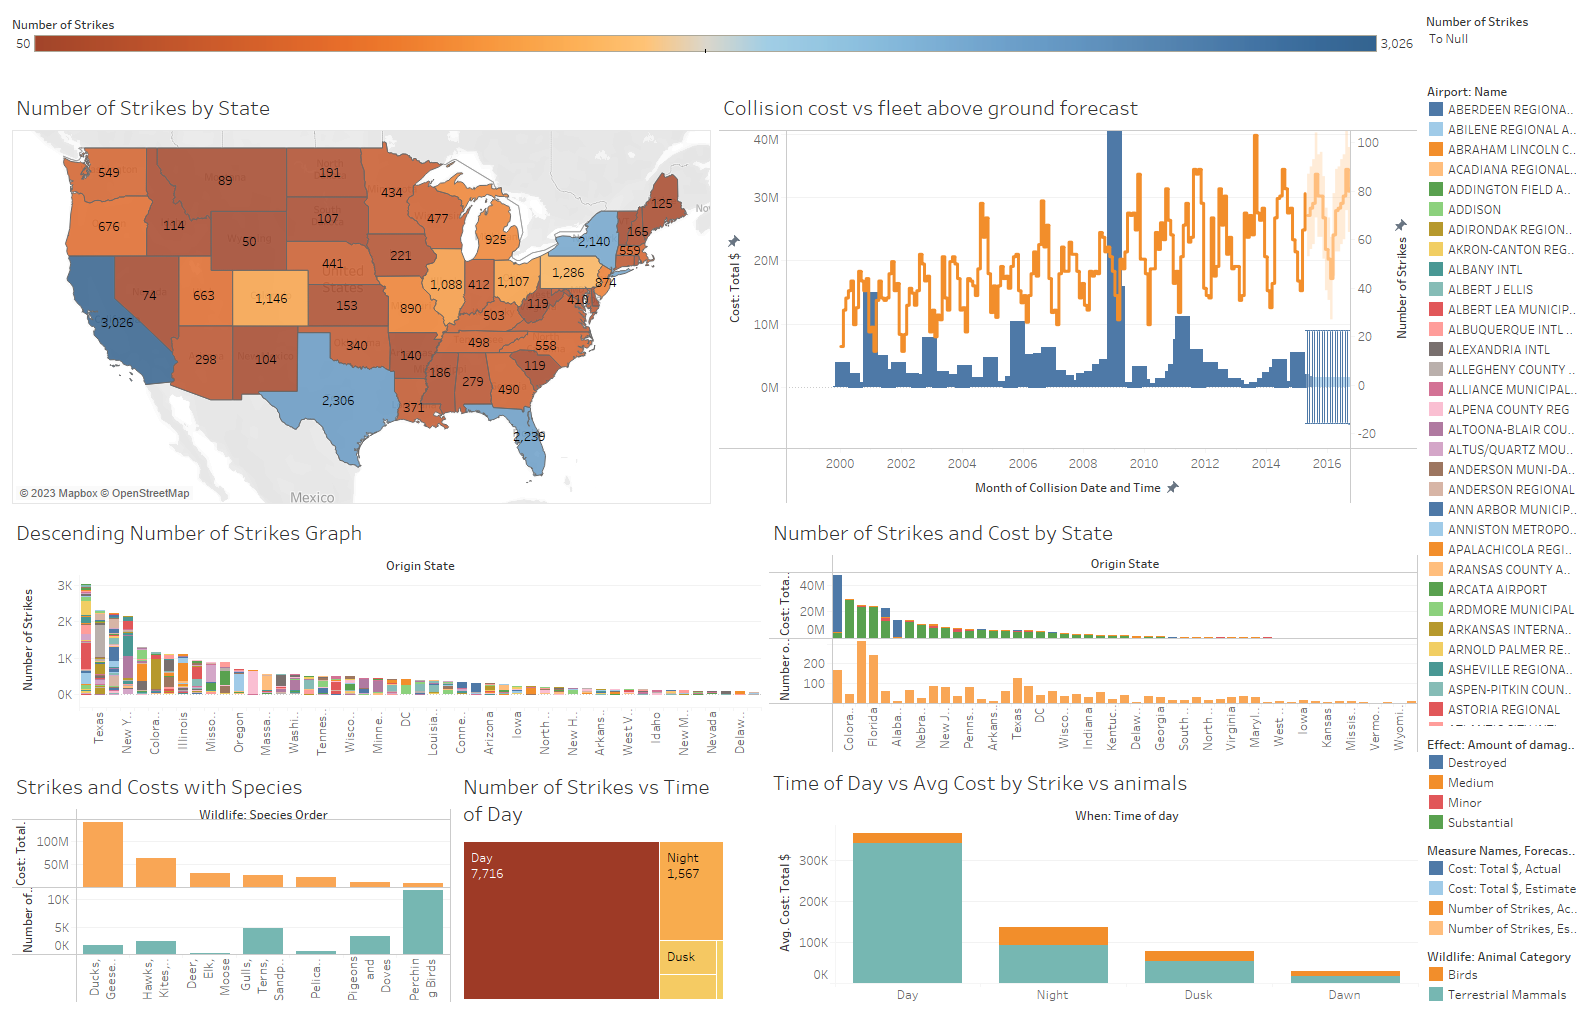 Number of Strikes
50
3,026
Number of Strikes
To Null
Number of Strikes by State
549
89
191
434
676
114
107
477
925
125
50
221
2,140
165
559
441
3,026
74
663
1,146
153
890
1,088
412
1,107
1,286
874
119
410
503
298
104
340
140
498
558
186
279
119
490
2,306
371
2,239
United
States
Mexico
© 2023 Mapbox © OpenStreetMap
Collision cost vs fleet above ground forecast
40M
30M
20M
10M
0M
Cost: Total $
100
80
60
40
20
0
-20
Number of Strikes
2000
2002
2004
2006
2008
2010
2012
2014
2016
Month of Collision Date and Time
Descending Number of Strikes Graph
Origin State
Number of Strikes
3K
2K
1K
0K
Texas
New Y..
Colora..
Illinois
Misso..
Oregon
Massa..
Washi..
Tennes..
Wisco..
Minne..
DC
Louisia..
Conne..
Arizona
Iowa
North ..
New H..
Arkans..
West V..
Idaho
New M..
Nevada
Delaw..
Number of Strikes and Cost by State
Origin State
Cost: Tota..
40M
20M
0M
Number o..
200
100
Colora..
Florida
Alaba..
Nebra..
New J..
Penns..
Arkans..
Texas
DC
Wisco..
Indiana
Kentuc..
Delaw..
Georgia
South ..
North ..
Virginia
Maryl..
West ..
Iowa
Kansas
Missis..
Vermo..
Wyomi..
Strikes and Costs with Species
Wildlife: Species Order
Cost: Total.
100M
50M
Number of..
10K
5K
0K
Ducks, Geese..
Hawks, Kites,..
Deer, Elk, Moose
Gulls, Terns, Sandp..
Pelica..
Pigeons and Doves
Perchin g Birds
Number of Strikes vs Time
of Day
Day
7,716
Night
1,567
Dusk
Time of Day vs Avg Cost by Strike vs animals
When: Time of day
Avg. Cost: Total $
300K
200K
100K
0K
Day
Night
Dusk
Dawn
Airport: Name
ABERDEEN REGIONA..
ABILENE REGIONAL A..
ABRAHAM LINCOLN C..
ACADIANA REGIONAL..
ADDINGTON FIELD A..
ADDISON
ADIRONDAK REGION..
AKRON-CANTON REG..
ALBANY INTL
ALBERT J ELLIS
ALBERT LEA MUNICIP..
ALBUQUERQUE INTL ..
ALEXANDRIA INTL
ALLEGHENY COUNTY ..
ALLIANCE MUNICIPAL..
ALPENA COUNTY REG
ALTOONA-BLAIR COU..
ALTUS/QUARTZ MOU..
ANDERSON MUNI-DA..
ANDERSON REGIONAL
ANN ARBOR MUNICIP..
ANNISTON METROPO..
APALACHICOLA REGI..
ARANSAS COUNTY A..
ARCATA AIRPORT
ARDMORE MUNICIPAL
ARKANSAS INTERNA..
ARNOLD PALMER RE..
ASHEVILLE REGIONA..
ASPEN-PITKIN COUN..
ASTORIA REGIONAL
Effect: Amount of damag..
Destroyed
Medium
Minor
Substantial
Measure Names, Forecas..
Cost: Total $, Actual
Cost: Total $, Estimate
Number of Strikes, Ac..
Number of Strikes, Es..
Wildlife: Animal Category
Birds
Terrestrial Mammals